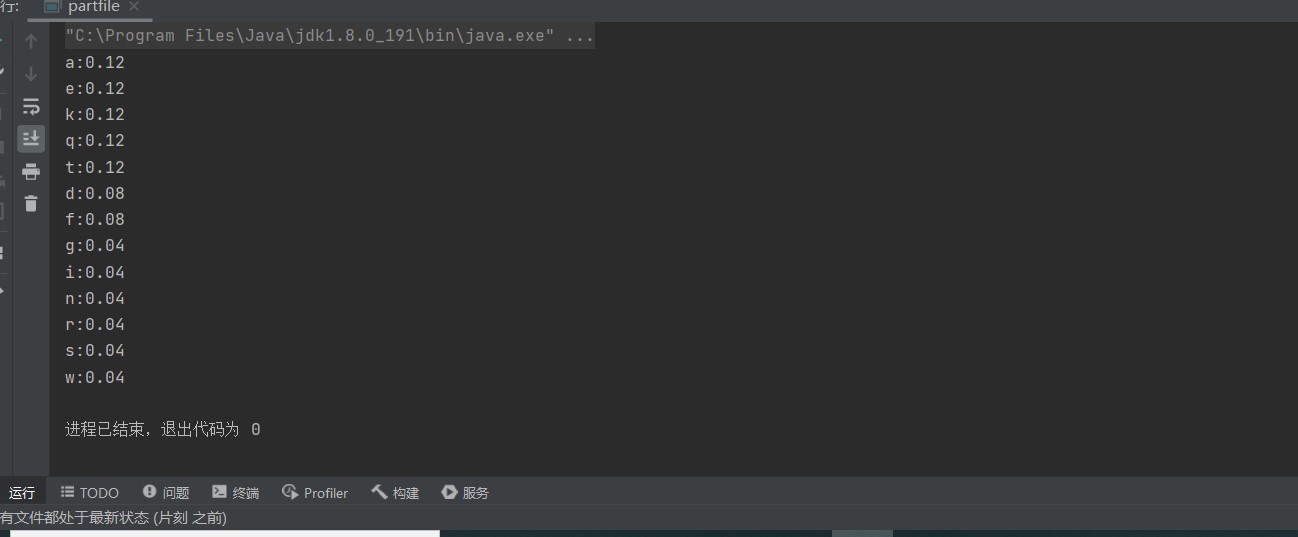 行: partfile
"C:\Program Files\Java\jdk1.8.0_191\bin\java.exe" ...
a:0.12
e:0.12
k:0.12
q:0.12
t:0.12
d:0.08
f:0.08
g:0.04
i:0.04
n:0.04
r:0.04
s:0.04
w:0.04
进程已结束，退出代码为 0
运行 TODO 问题 终端 Profiler 构建 服务
有文件都处于最新状态 (片刻 之前)